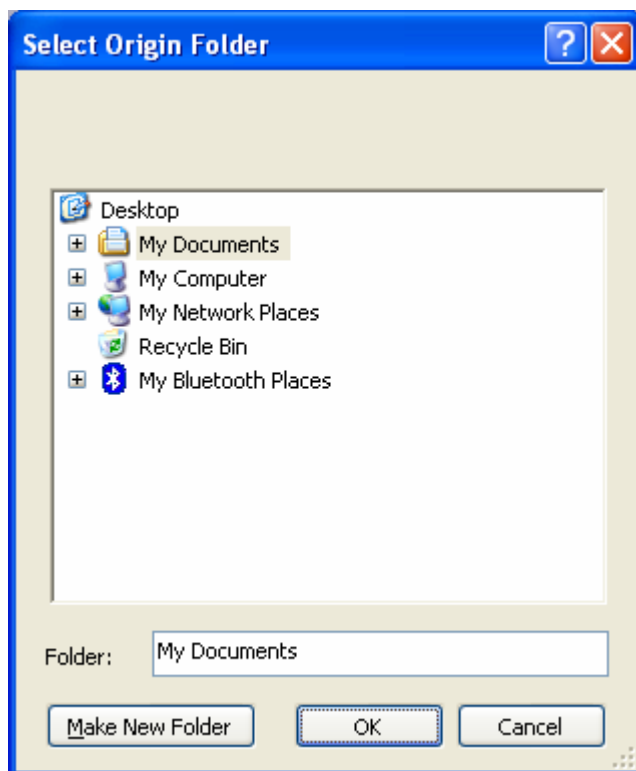 Select Origin Folder
Desktop
My Documents
My Computer
My Network Places
Recycle Bin
My Bluetooth Places
Folder: My Documents
Make New Folder OK Cancel